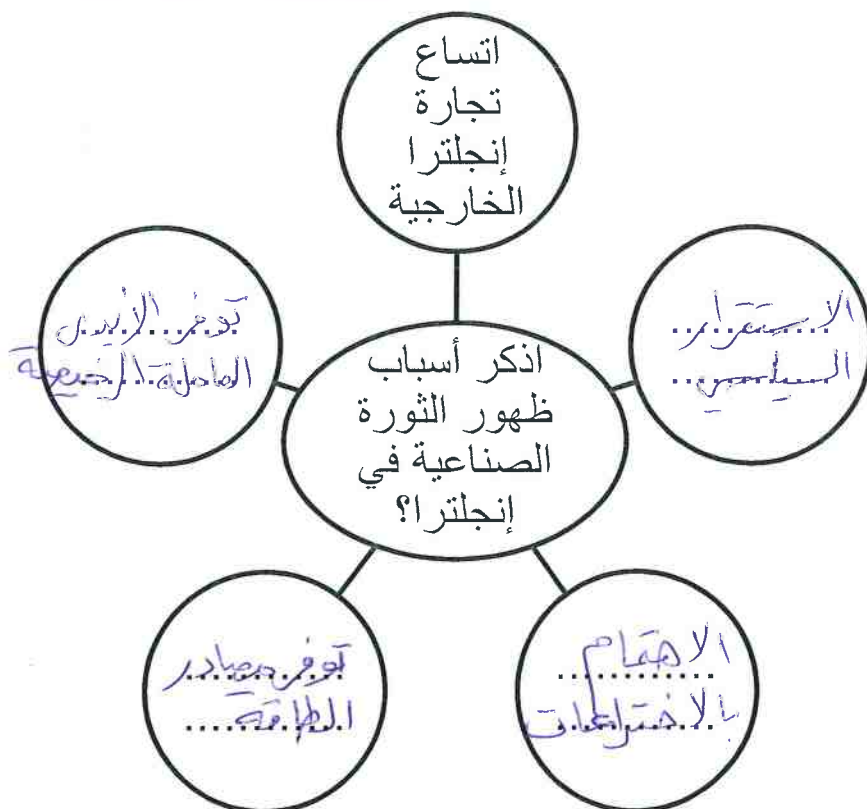 اتساع
تجارة
إنجلترا
الخارجية
الاستقرار
السياسي
توفر الأيدي
العاملة الرخيصة
اذكر أسباب
ظهور الثورة
الصناعية في
إنجلترا؟
الاهتمام
بالاختراعات
توفر مصادر
الطاقة